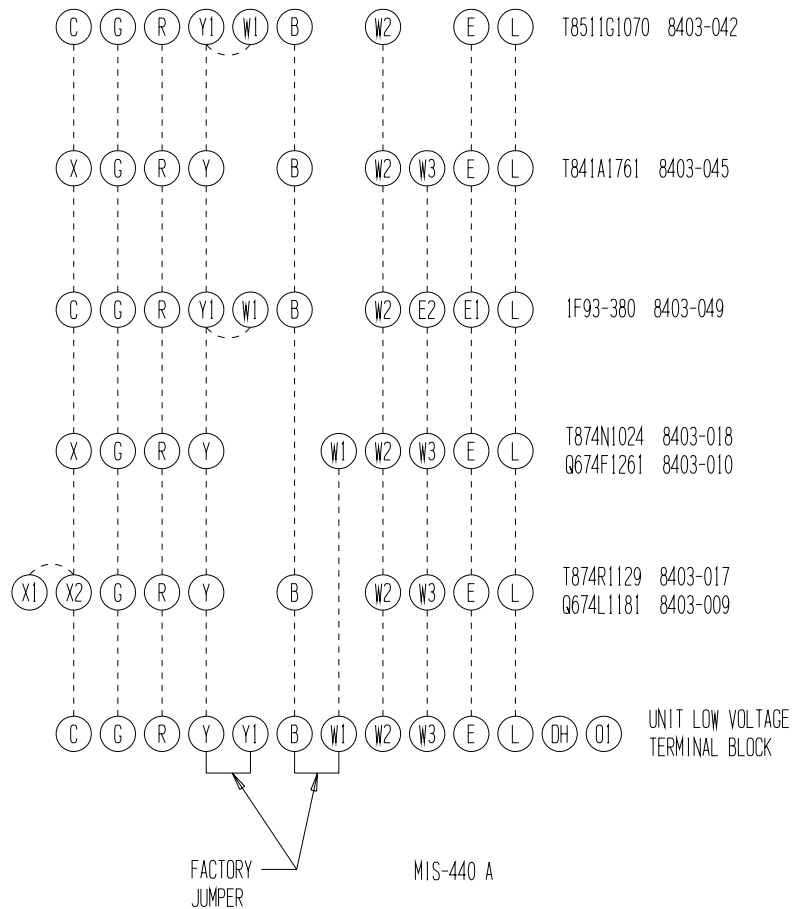 C G R Y1 W1 B W2 E L T8511G1070 8403-042
X G R Y B W2 W3 E L T841A1761 8403-045
C G R Y1 W1 B W2 E2 E1 L 1F93-380 8403-049
X G R Y W1 W2 W3 E L T874N1024 8403-018
Q674F1261 8403-010
X1 X2 G R Y B W2 W3 E L T874R1129 8403-017
Q674L1181 8403-009
C G R Y Y1 B W1 W2 W3 E L DH O1 UNIT LOW VOLTAGE
TERMINAL BLOCK
FACTORY
JUMPER
MIS-440 A